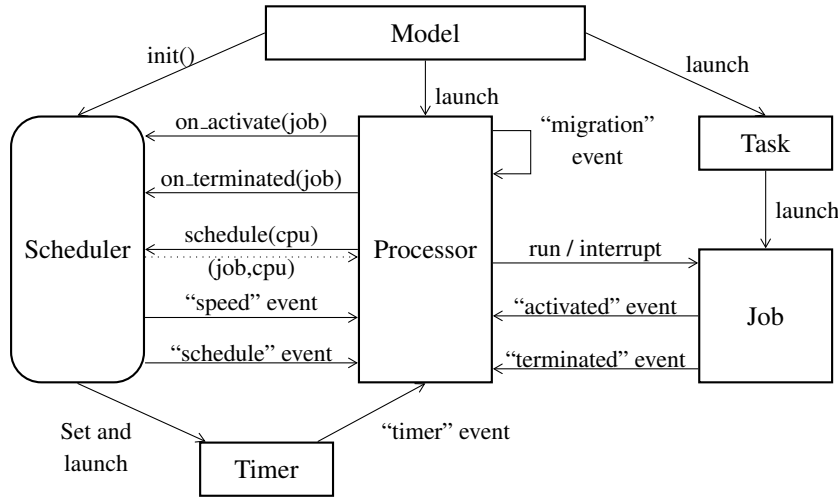 Model
init()
launch
launch
on_activate(job)
“migration”
event
Task
on_terminated(job)
launch
Scheduler
schedule(cpu)
(job,cpu)
Processor
run / interrupt
“speed” event
“activated” event
Job
“schedule” event
“terminated” event
Set and
launch
“timer” event
Timer